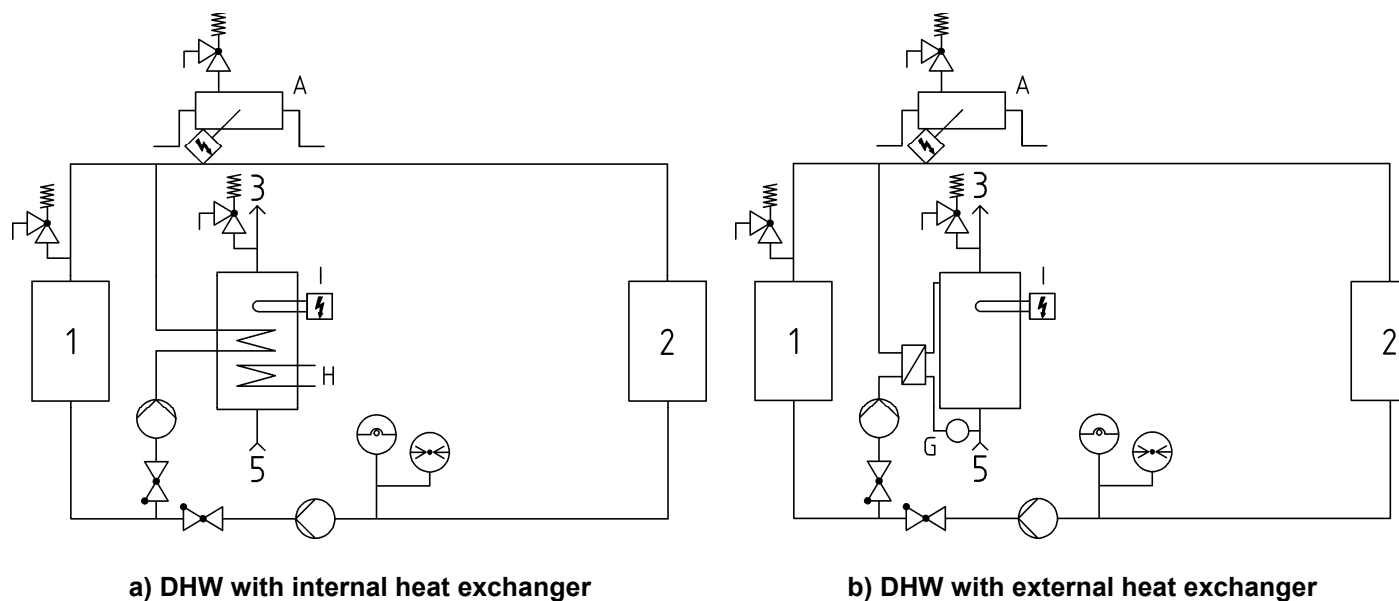 A
A
3
3
I
I
1
2
1
2
H
G
5
5
a) DHW with internal heat exchanger
b) DHW with external heat exchanger